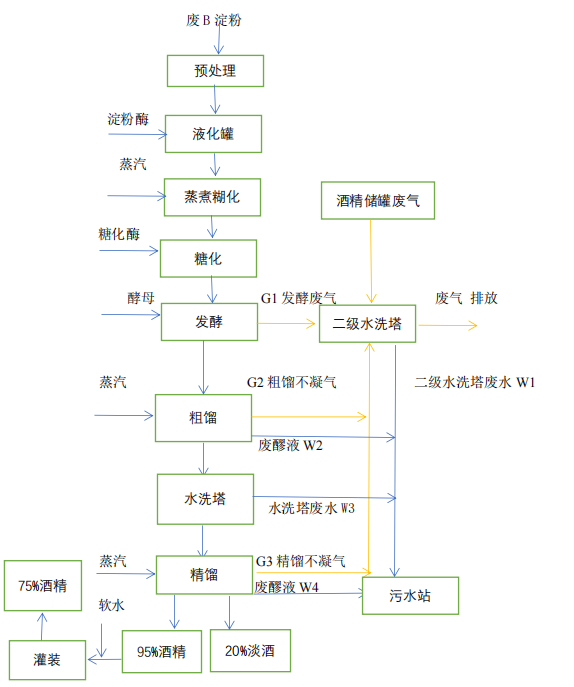 废B淀粉
预处理
淀粉酶
液化罐
蒸汽
蒸煮糊化
酒精储罐废气
糖化酶
糖化
酵母
发酵
G1 发酵废气
二级水洗塔
废气 排放
蒸汽
G2 粗馏不凝气
二级水洗塔废水 W1
粗馏
废醪液 W2
水洗塔
水洗塔废水 W3
蒸汽
精馏
G3 精馏不凝气
废醪液 W4
污水站
75%酒精
软水
灌装
95%酒精
20%淡酒